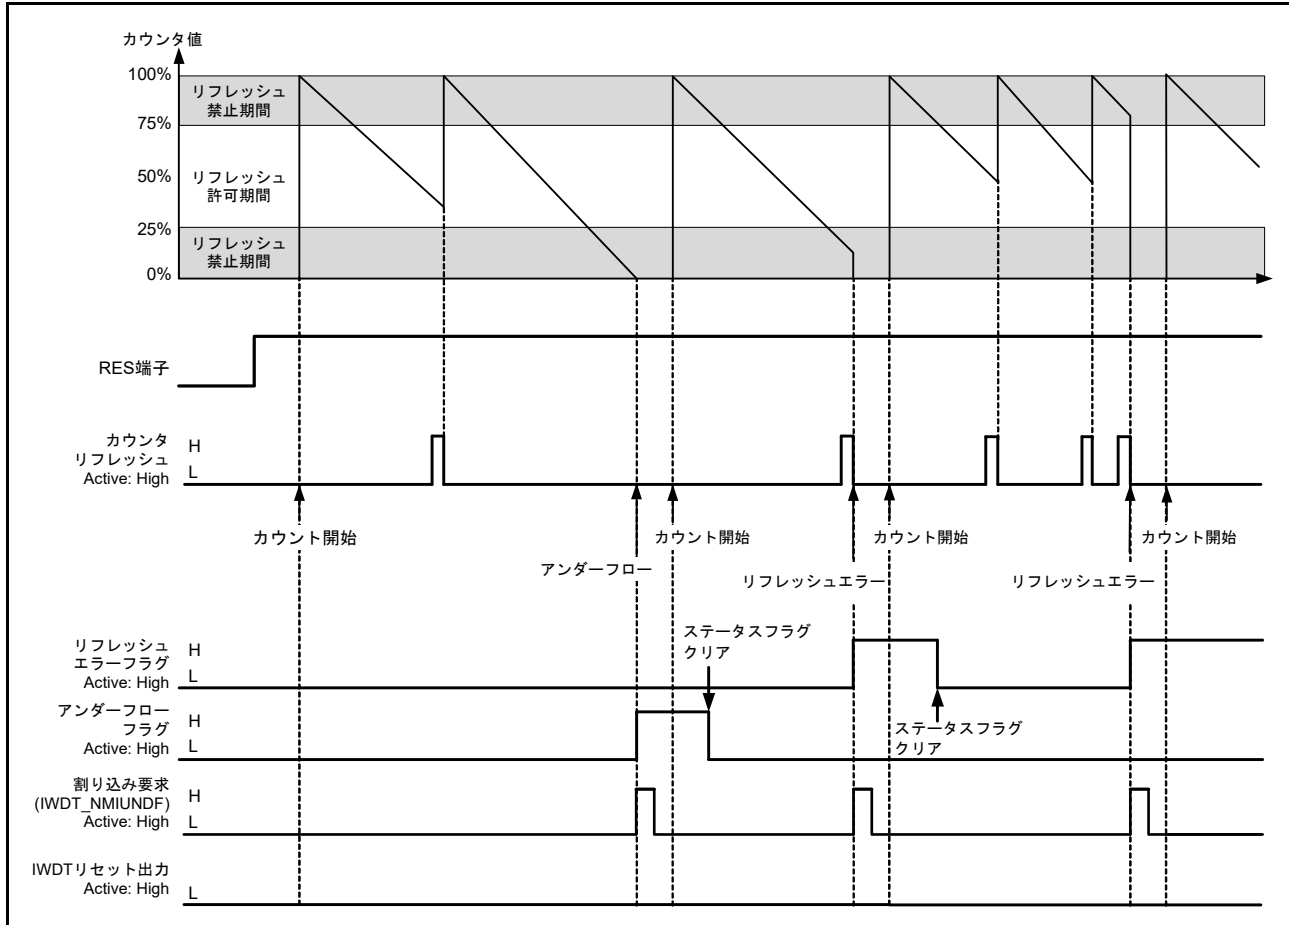 カウンタ値
100%
リフレッシュ
禁止期間
75%
50%
リフレッシュ
許可期間
25%
リフレッシュ
禁止期間
0%
RES端子
カウンタ
リフレッシュ
Active: High
H
L
カウント開始
カウント開始
カウント開始
カウント開始
アンダーフロー
リフレッシュエラー
リフレッシュエラー
リフレッシュ
エラーフラグ
Active: High
H
L
ステータスフラグ
クリア
アンダーフロー
フラグ
Active: High
H
L
ステータスフラグ
クリア
割り込み要求
(IWDT_NMIUNDF)
Active: High
H
L
IWDTリセット出力
Active: High
L